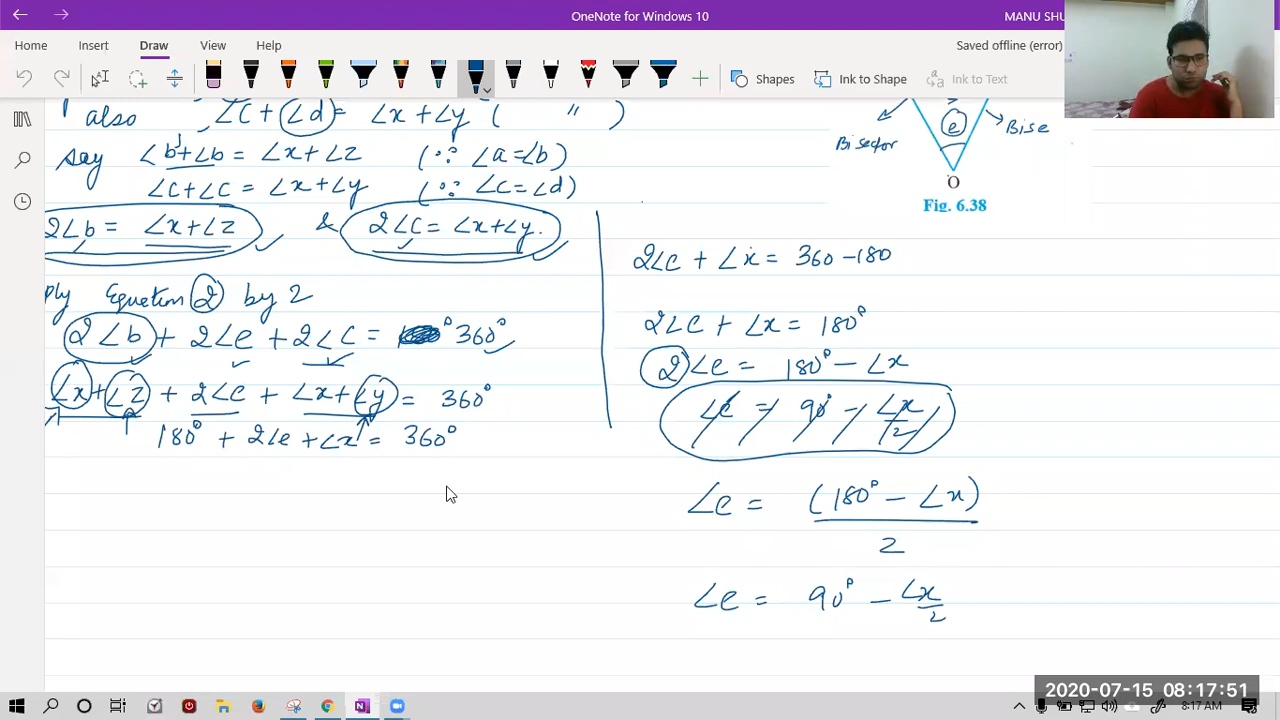 OneNote for Windows 10
MANU SHU
Home Insert Draw View Help
Saved offline (error)
Shapes Ink to Shape Ink to Text
also ∠C + ∠d = ∠x + ∠y ( " )
say ∠b + ∠b = ∠x + ∠z (∵ ∠a = ∠b)
∠C + ∠C = ∠x + ∠y (∵ ∠C = ∠d)
2∠b = ∠x + ∠z & 2∠C = ∠x + ∠y.
ply Equation 2 by 2
2∠b + 2∠e + 2∠C = 360°
∠x + ∠z + 2∠e + ∠x + ∠y = 360°
180° + 2∠e + ∠x = 360°
e
Bisector
Bise
O
Fig. 6.38
2∠e + ∠x = 360 - 180
2∠e + ∠x = 180°
2∠e = 180° - ∠x
∠e = 90° - ∠x/2
∠e = (180° - ∠x)/2
∠e = 90° - ∠x/2
2020-07-15 08:17:51
8:17 AM